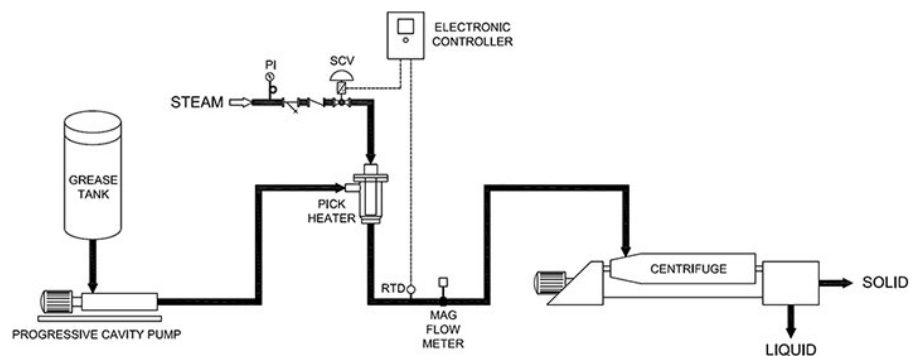 ELECTRONIC
CONTROLLER
PI
SCV
STEAM
GREASE
TANK
PICK
HEATER
CENTRIFUGE
RTD
SOLID
MAG
FLOW
METER
PROGRESSIVE CAVITY PUMP
LIQUID